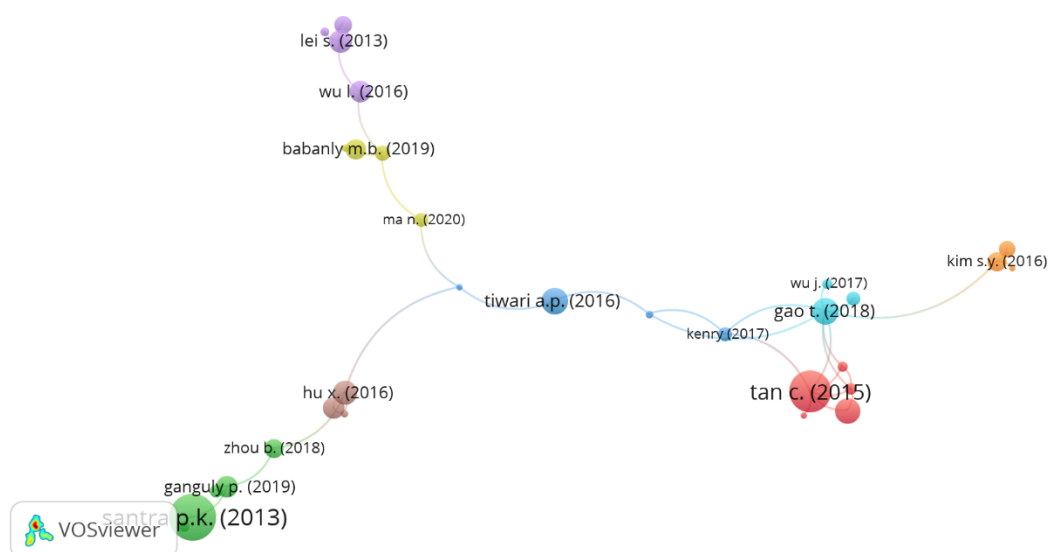 lei s. (2013)
wu l. (2016)
babanly m.b. (2019)
ma n. (2020)
kim s.y. (2016)
wu j. (2017)
tiwari a.p. (2016)
gao t. (2018)
kenry (2017)
hu x. (2016)
tan c. (2015)
zhou b. (2018)
ganguly p. (2019)
santra p.k. (2013)
VOSviewer